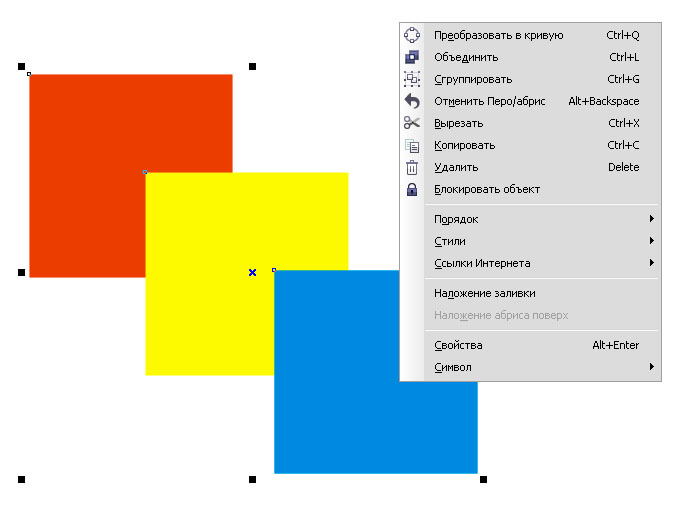 Преобразовать в кривую Ctrl+Q
Объединить Ctrl+L
Сгруппировать Ctrl+G
Отменить Перо/абрис Alt+Backspace
Вырезать Ctrl+X
Копировать Ctrl+C
Удалить Delete
Блокировать объект
Порядок
Стили
Ссылки Интернета
Наложение заливки
Наложение абриса поверх
Свойства Alt+Enter
Символ